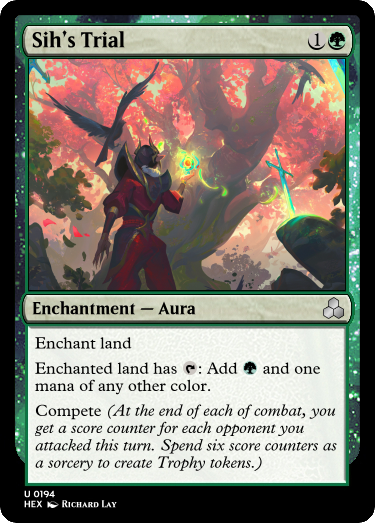 Sih's Trial 1
Enchantment — Aura
Enchant land
Enchanted land has : Add and one
mana of any other color.
Compete (At the end of each of combat, you
get a score counter for each opponent you
attacked this turn. Spend six score counters as
a sorcery to create Trophy tokens.)
U 0194
HEX Richard Lay